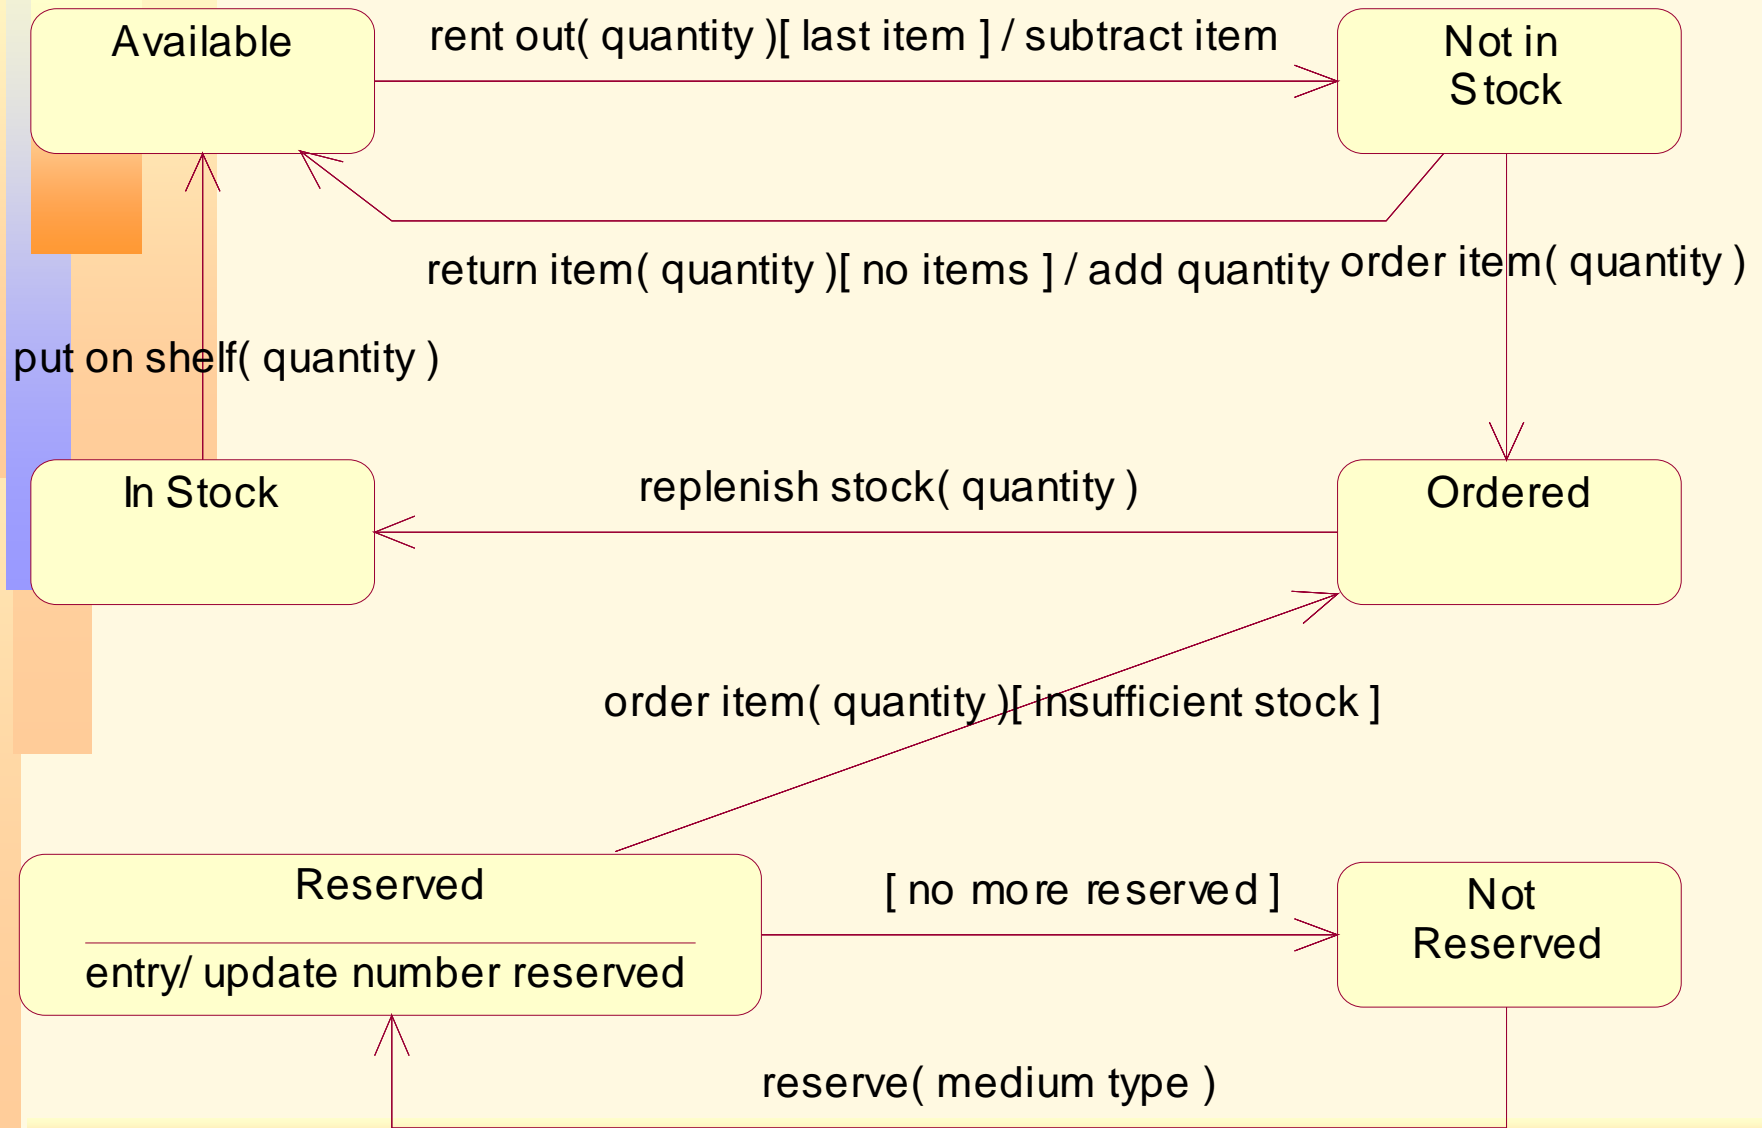 Available
rent out( quantity )[ last item ] / subtract item
Not in
Stock
return item( quantity )[ no items ] / add quantity
order item( quantity )
put on shelf( quantity )
In Stock
replenish stock( quantity )
Ordered
order item( quantity )[ insufficient stock ]
Reserved
entry/ update number reserved
[ no more reserved ]
Not
Reserved
reserve( medium type )